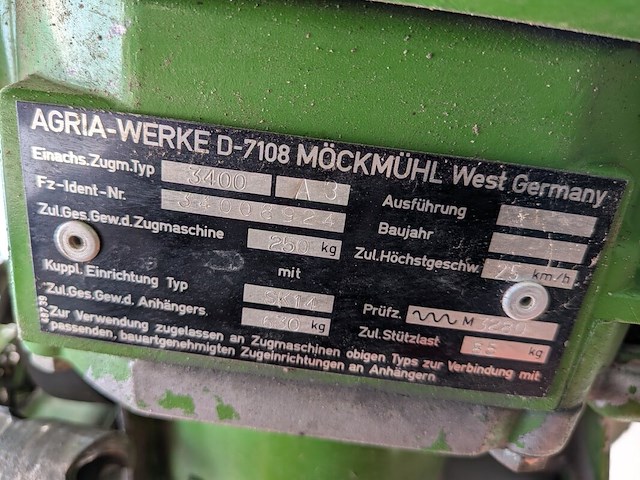 AGRIA-WERKE D-7108 MÖCKMÜHL West Germany
Einachs.Zugm.Typ 3400 A 3
Fz-Ident-Nr.
Zul.Ges.Gew.d.Zugmaschine 250 kg
mit
Kuppl. Einrichtung Typ
Zul.Ges.Gew.d. Anhängers kg
Ausführung
Baujahr
Zul.Höchstgeschw. km/h
Prüfz. M
Zul.Stützlast kg
Zur Verwendung zugelassen an Zugmaschinen obigen Typs zur Verbindung mit
passenden, bauartgenehmigten Zugeinrichtungen an Anhängern